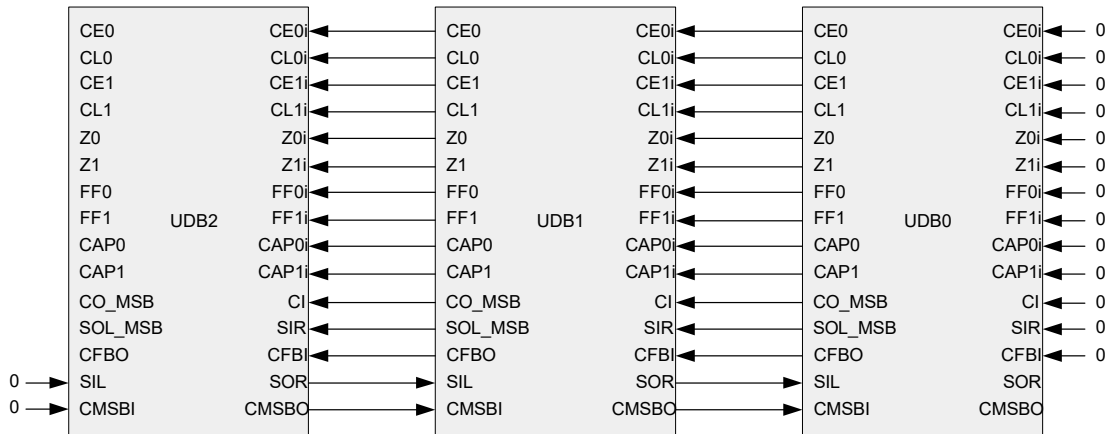 CE0 CE0i CE0 CE0i CE0 CE0i 0
CL0 CL0i CL0 CL0i CL0 CL0i 0
CE1 CE1i CE1 CE1i CE1 CE1i 0
CL1 CL1i CL1 CL1i CL1 CL1i 0
Z0 Z0i Z0 Z0i Z0 Z0i 0
Z1 Z1i Z1 Z1i Z1 Z1i 0
FF0 FF0i FF0 FF0i FF0 FF0i 0
FF1 UDB2 FF1i FF1 UDB1 FF1i FF1 UDB0 FF1i 0
CAP0 CAP0i CAP0 CAP0i CAP0 CAP0i 0
CAP1 CAP1i CAP1 CAP1i CAP1 CAP1i 0
CO_MSB CI CO_MSB CI CO_MSB CI 0
SOL_MSB SIR SOL_MSB SIR SOL_MSB SIR 0
CFBO CFBI CFBO CFBI CFBO CFBI 0
0 SIL SOR SIL SOR SIL SOR
0 CMSBI CMSBO CMSBI CMSBO CMSBI CMSBO